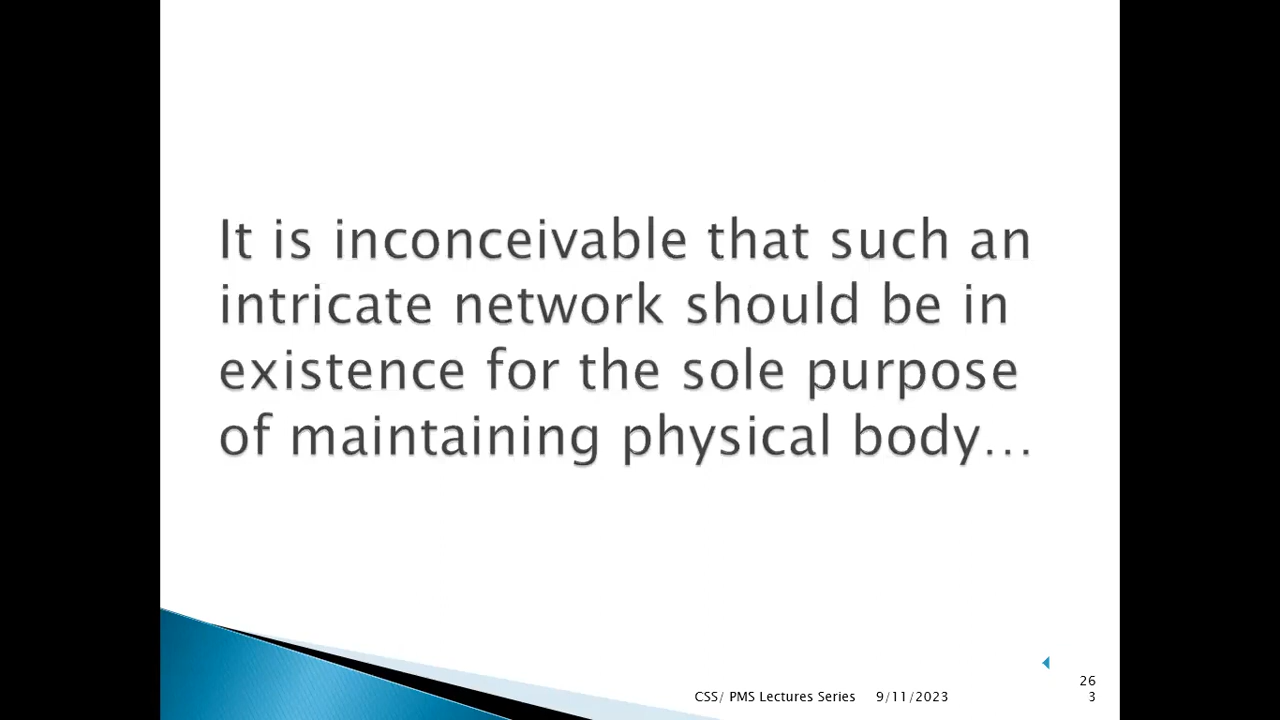 It is inconceivable that such an
intricate network should be in
existence for the sole purpose
of maintaining physical body…
26
CSS/ PMS Lectures Series 9/11/2023 3